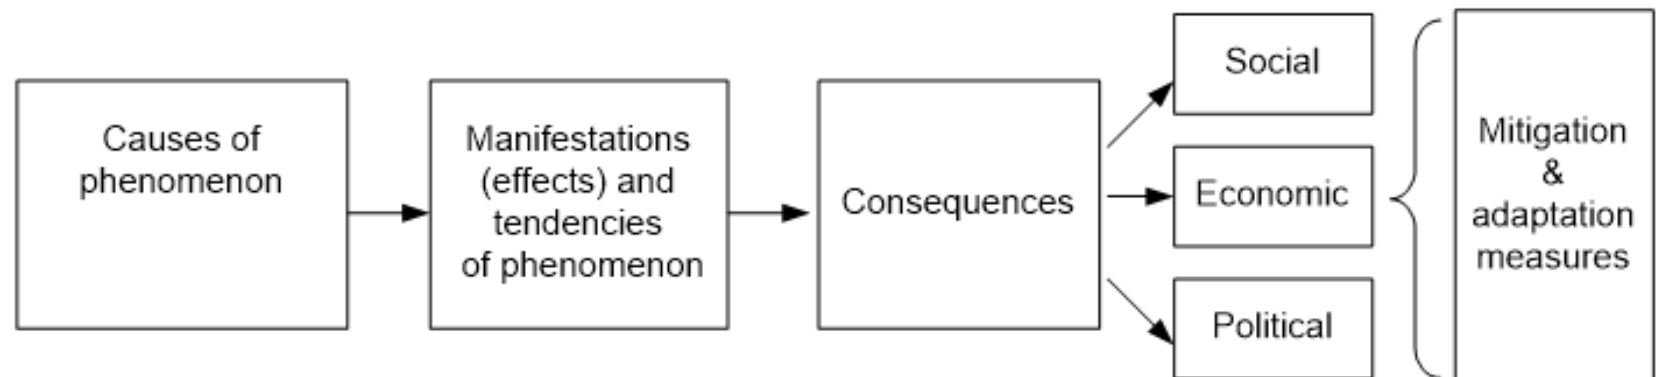 Causes of
phenomenon
Manifestations
(effects) and
tendencies
of phenomenon
Consequences
Social
Economic
Political
Mitigation
&
adaptation
measures